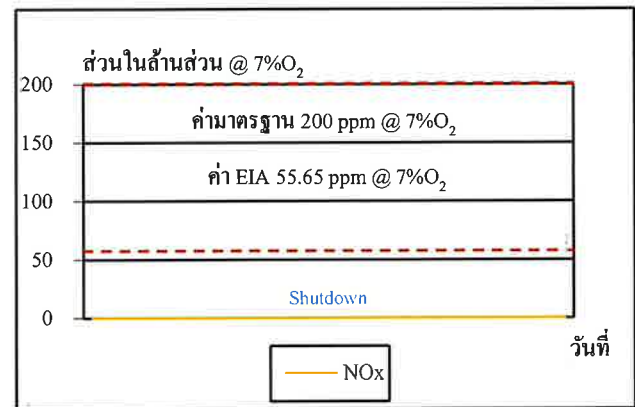 ส่วนในล้านส่วน @ 7%O₂
200
ค่ามาตรฐาน 200 ppm @ 7%O₂
150
ค่า EIA 55.65 ppm @ 7%O₂
100
50
Shutdown
0
วันที่
NOx